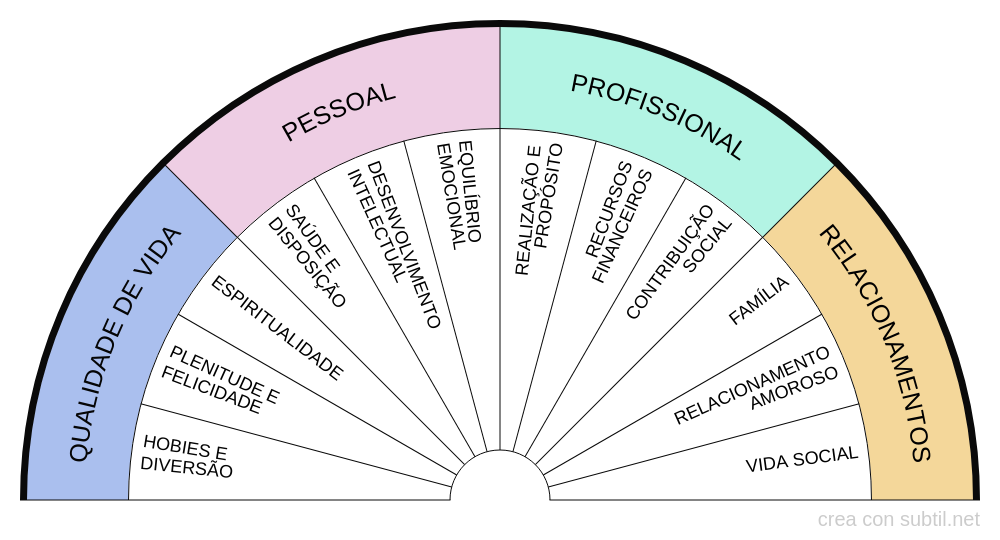 QUALIDADE DE VIDA
PESSOAL
PROFISSIONAL
RELACIONAMENTOS
HOBIES E
DIVERSÃO
PLENITUDE E
FELICIDADE
ESPIRITUALIDADE
SAÚDE E
DISPOSIÇÃO
DESENVOLVIMENTO
INTELECTUAL
EQUILÍBRIO
EMOCIONAL
REALIZAÇÃO E
PROPÓSITO
RECURSOS
FINANCEIROS
CONTRIBUIÇÃO
SOCIAL
FAMÍLIA
RELACIONAMENTO
AMOROSO
VIDA SOCIAL
crea con subtil.net